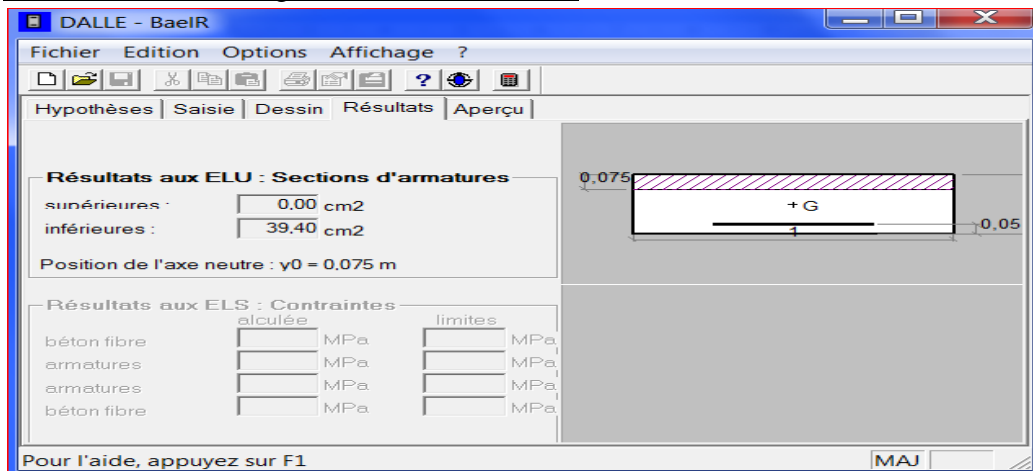 DALLE - BaelR
Fichier Edition Options Affichage ?
Hypothèses Saisie Dessin Résultats Aperçu
Résultats aux ELU : Sections d'armatures
supérieures : 0,00 cm2
inférieures : 39,40 cm2
Position de l'axe neutre : y0 = 0,075 m
Résultats aux ELS : Contraintes
alculée limites
béton fibre MPa MPa
armatures MPa MPa
armatures MPa MPa
béton fibre MPa MPa
0,075
+ G
0,05
1
Pour l'aide, appuyez sur F1 MAJ